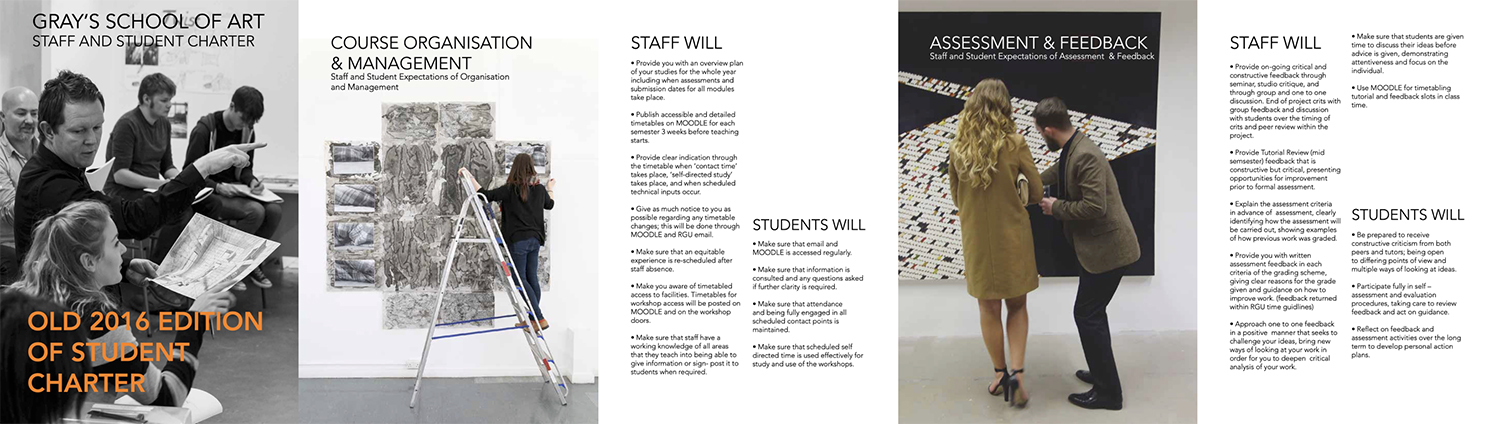 GRAY'S SCHOOL OF ART
STAFF AND STUDENT CHARTER
OLD 2016 EDITION
OF STUDENT
CHARTER
COURSE ORGANISATION
& MANAGEMENT
Staff and Student Expectations of Organisation
and Management
STAFF WILL
• Provide you with an overview plan
of your studies for the whole year
including when assessments and
submission dates for all modules
take place.
• Publish accessible and detailed
timetables on MOODLE for each
semester 3 weeks before teaching
starts.
• Provide clear indication through
the timetable when 'contact time'
takes place, 'self-directed study'
takes place, and when scheduled
technical inputs occur.
• Give as much notice to you as
possible regarding any timetable
changes; this will be done through
MOODLE and RGU email.
• Make sure that an equitable
experience is re-scheduled after
staff absence.
• Make you aware of timetabled
access to facilities. Timetables for
workshop access will be posted on
MOODLE and on the workshop
doors.
• Make sure that staff have a
working knowledge of all areas
that they teach into being able to
give information or sign- post it to
students when required.
STUDENTS WILL
• Make sure that email and
MOODLE is accessed regularly.
• Make sure that information is
consulted and any questions asked
if further clarity is required.
• Make sure that attendance
and being fully engaged in all
scheduled contact points is
maintained.
• Make sure that scheduled self
directed time is used effectively for
study and use of the workshops.
ASSESSMENT & FEEDBACK
Staff and Student Expectations of Assessment & Feedback
STAFF WILL
• Provide on-going critical and
constructive feedback through
seminar, studio critique, and
through group and one to one
discussion. End of project crits with
group feedback and discussion
with students over the timing of
crits and peer review within the
project.
• Provide Tutorial Review (mid
semsester) feedback that is
constructive but critical, presenting
opportunities for improvement
prior to formal assessment.
• Explain the assessment criteria
in advance of assessment, clearly
identifying how the assessment will
be carried out, showing examples
of how previous work was graded.
• Provide you with written
assessment feedback in each
criteria of the grading scheme,
giving clear reasons for the grade
given and guidance on how to
improve work. (feedback returned
within RGU time guidlines)
• Approach one to one feedback
in a positive manner that seeks to
challenge your ideas, bring new
ways of looking at your work in
order for you to deepen critical
analysis of your work.
• Make sure that students are given
time to discuss their ideas before
advice is given, demonstrating
attentiveness and focus on the
individual.
• Use MOODLE for timetabling
tutorial and feedback slots in class
time.
STUDENTS WILL
• Be prepared to receive
constructive criticism from both
peers and tutors; being open
to differing points of view and
multiple ways of looking at ideas.
• Participate fully in self –
assessment and evaluation
procedures, taking care to review
feedback and act on guidance.
• Reflect on feedback and
assessment activities over the long
term to develop personal action
plans.